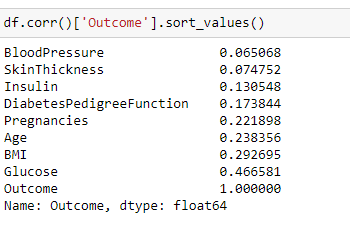 df.corr()['Outcome'].sort_values()
BloodPressure 0.065068
SkinThickness 0.074752
Insulin 0.130548
DiabetesPedigreeFunction 0.173844
Pregnancies 0.221898
Age 0.238356
BMI 0.292695
Glucose 0.466581
Outcome 1.000000
Name: Outcome, dtype: float64